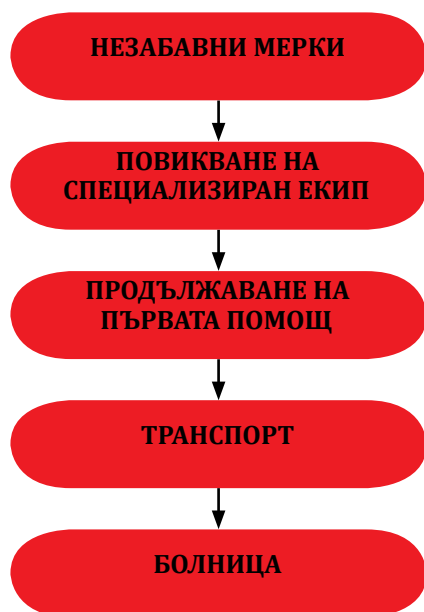 НЕЗАБАВНИ МЕРКИ
ПОВИКВАНЕ НА
СПЕЦИАЛИЗИРАН ЕКИП
ПРОДЪЛЖАВАНЕ НА
ПЪРВАТА ПОМОЩ
ТРАНСПОРТ
БОЛНИЦА